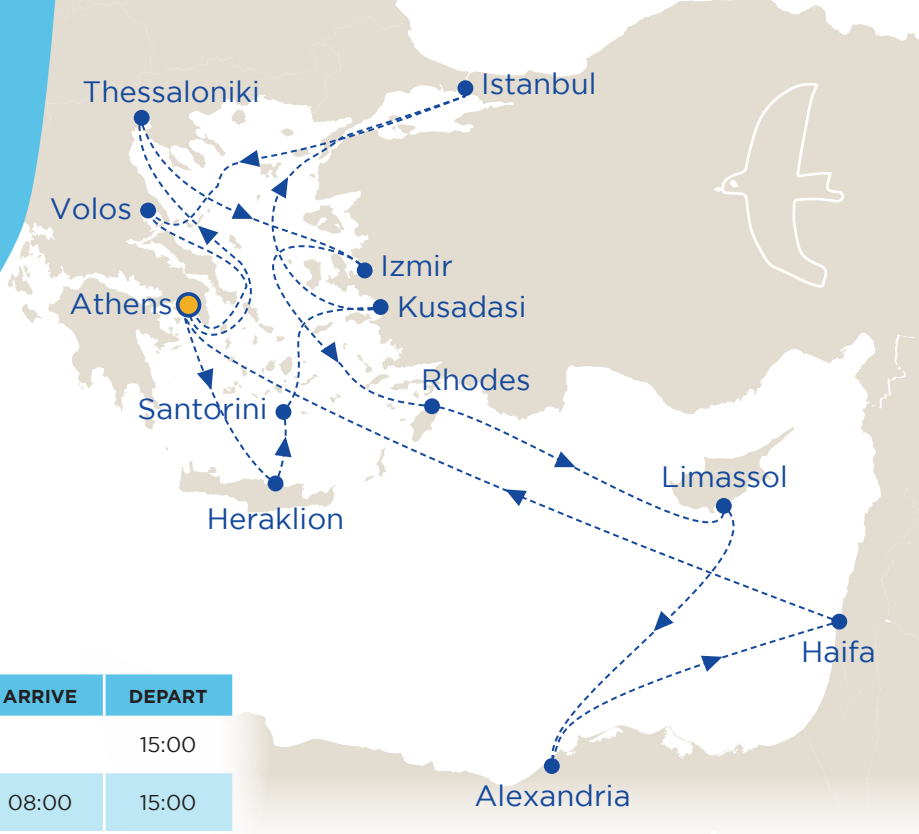 Istanbul
Thessaloniki
Volos
Izmir
Athens
Kusadasi
Rhodes
Santorini
Limassol
Heraklion
Haifa
Alexandria
ARRIVE DEPART
15:00
08:00 15:00